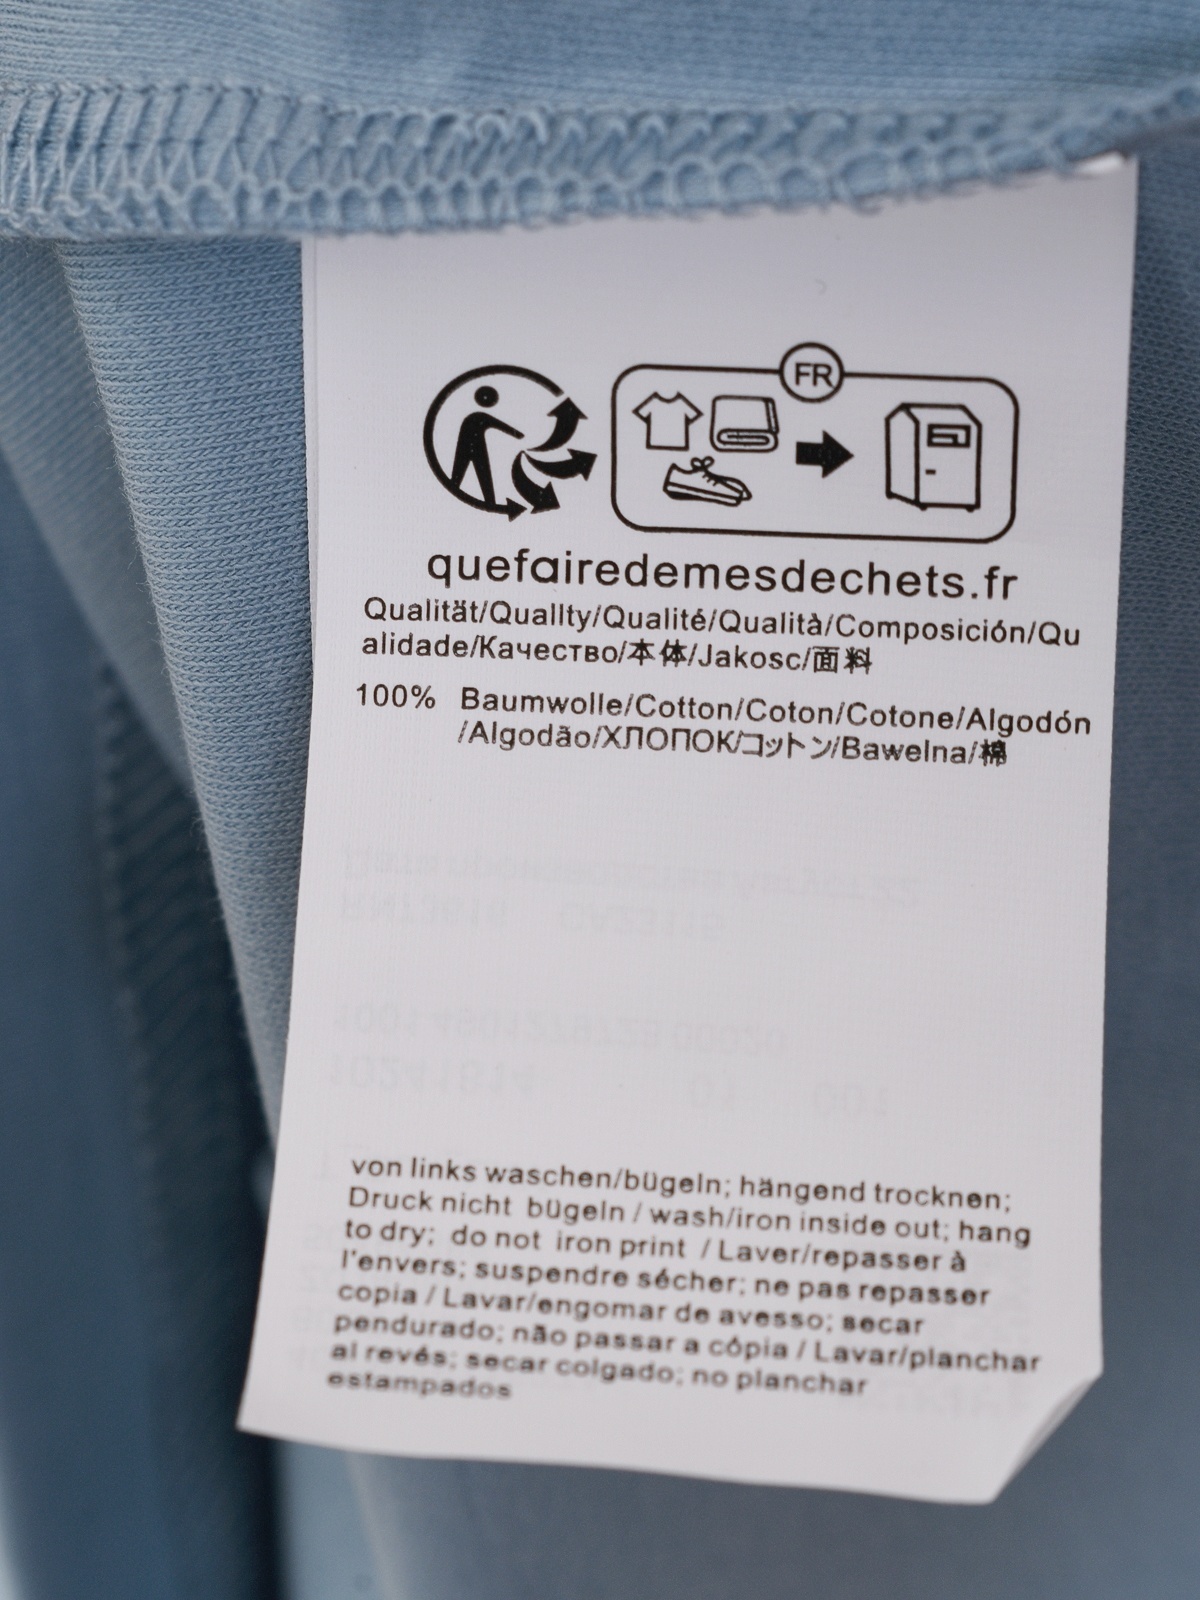 FR
quefairedemesdechets.fr
Qualität/Quallty/Qualité/Qualità/Composición/Qu
alidade/Качество/本体/Jakosc/面料
100% Baumwolle/Cotton/Coton/Cotone/Algodón
/Algodão/ХЛОПОК/コットン/Bawelna/棉
von links waschen/bügeln; hängend trocknen;
Druck nicht bügeln / wash/iron inside out; hang
to dry; do not iron print / Laver/repasser à
l'envers; suspendre sécher; ne pas repasser
copia / Lavar/engomar de avesso; secar
pendurado; não passar a cópia / Lavar/planchar
al revés; secar colgado; no planchar
estampados